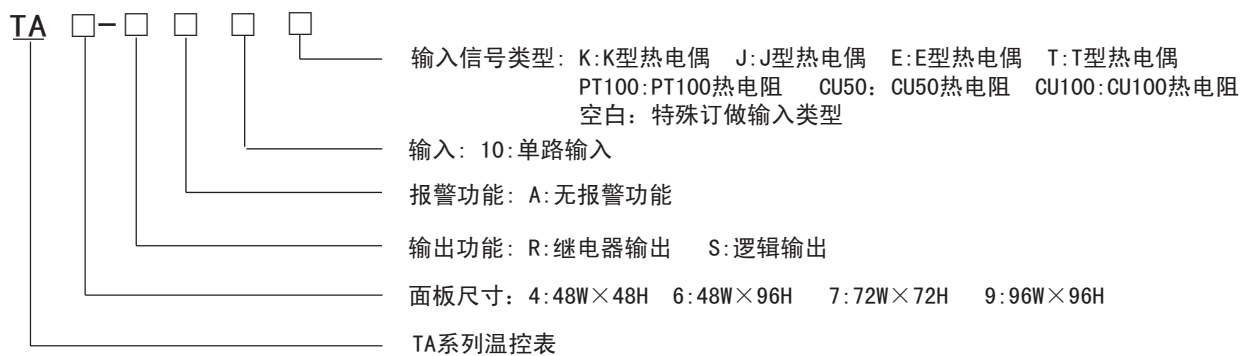 TA □-□ □ □ □
输入信号类型: K:K型热电偶 J:J型热电偶 E:E型热电偶 T:T型热电偶
PT100:PT100热电阻 CU50：CU50热电阻 CU100:CU100热电阻
空白：特殊订做输入类型
输入: 10:单路输入
报警功能: A:无报警功能
输出功能: R:继电器输出 S:逻辑输出
面板尺寸：4:48W×48H 6:48W×96H 7:72W×72H 9:96W×96H
TA系列温控表